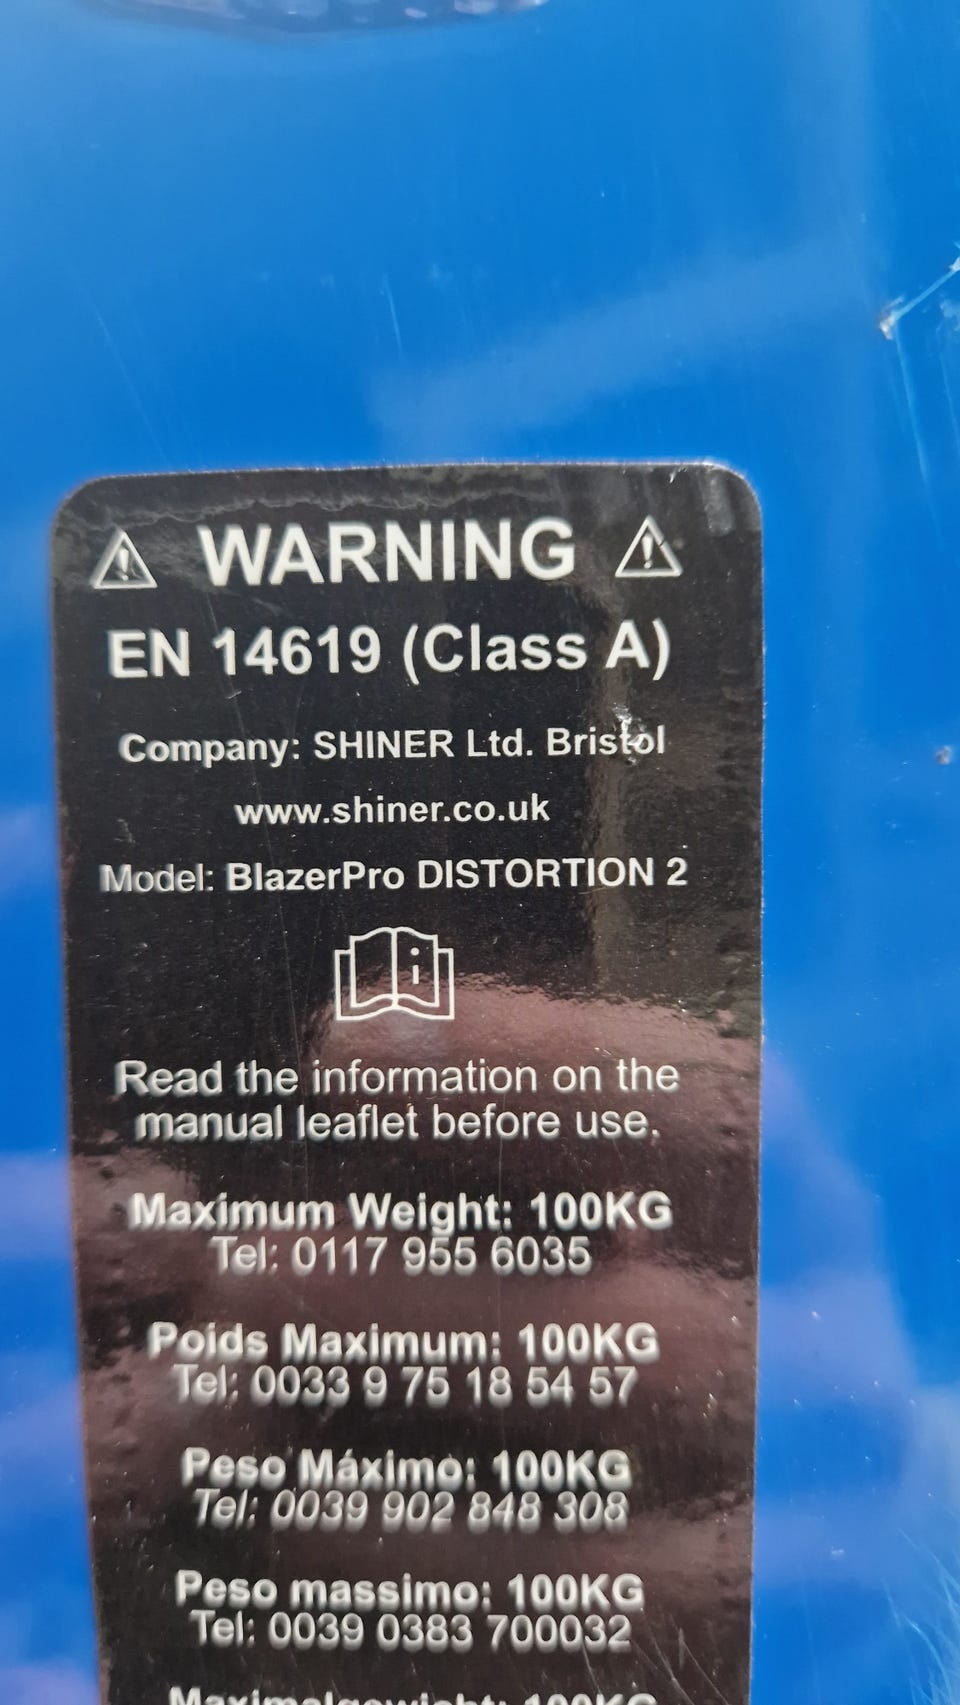 WARNING
EN 14619 (Class A)
Company: SHINER Ltd. Bristol
www.shiner.co.uk
Model: BlazerPro DISTORTION 2
Read the information on the
manual leaflet before use.
Maximum Weight: 100KG
Tel: 0117 955 6035
Poids Maximum: 100KG
Tel: 0033 9 75 18 54 57
Peso Máximo: 100KG
Tel: 0039 902 848 308
Peso massimo: 100KG
Tel: 0039 0383 700032
Maximalgewicht: 100KG